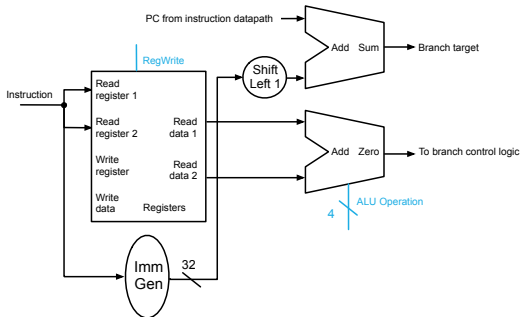 PC from instruction datapath
Add Sum
Branch target
RegWrite
Shift
Left 1
Instruction
Read
register 1
Read
register 2
Read
data 1
Write
register
Read
data 2
Write
data
Registers
Add Zero
To branch control logic
4
ALU Operation
Imm
Gen
32